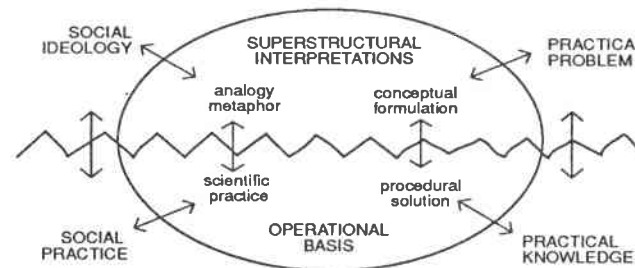 SOCIAL
IDEOLOGY
SUPERSTRUCTURAL
INTERPRETATIONS
PRACTICA
PROBLEM
analogy
metaphor
conceptual
formulation
scientific
practice
procedural
solution
SOCIAL
PRACTICE
OPERATIONAL
BASIS
PRACTICAL
KNOWLEDGE